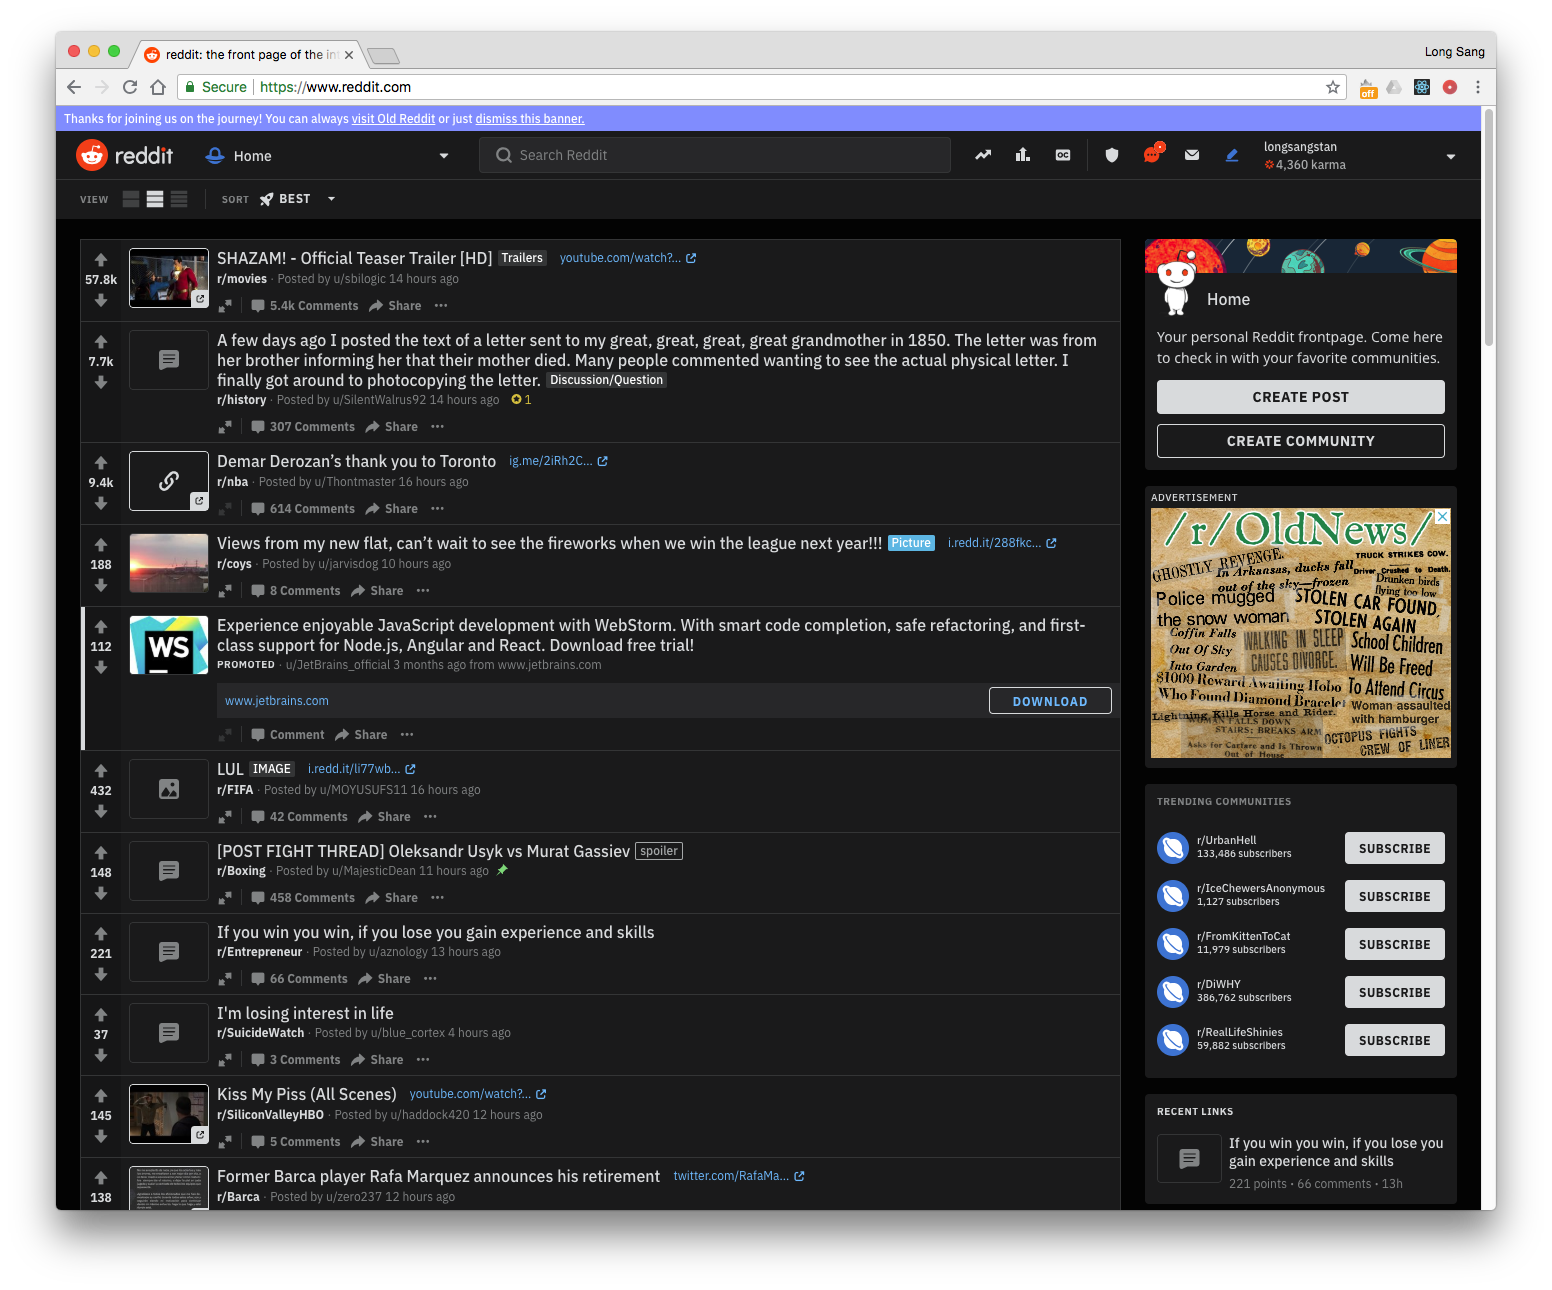 reddit: the front page of the in
Long Sang
Secure
https://www.reddit.com
off
Thanks for joining us on the journey! You can always visit Old Reddit or just dismiss this banner.
reddit
Home
Search Reddit
OC
longsangstan
4,360 karma
VIEW
SORT
BEST
57.8k
SHAZAM! - Official Teaser Trailer [HD] Trailers youtube.com/watch?...
r/movies · Posted by u/sbilogic 14 hours ago
5.4k Comments Share
7.7k
A few days ago I posted the text of a letter sent to my great, great, great, great grandmother in 1850. The letter was from
her brother informing her that their mother died. Many people commented wanting to see the actual physical letter. I
finally got around to photocopying the letter. Discussion/Question
r/history · Posted by u/SilentWalrus92 14 hours ago 1
307 Comments Share
9.4k
Demar Derozan’s thank you to Toronto ig.me/2iRh2C...
r/nba · Posted by u/Thontmaster 16 hours ago
614 Comments Share
188
Views from my new flat, can’t wait to see the fireworks when we win the league next year!!! Picture i.redd.it/288fkc...
r/coys · Posted by u/jarvisdog 10 hours ago
8 Comments Share
112
WS
Experience enjoyable JavaScript development with WebStorm. With smart code completion, safe refactoring, and first-
class support for Node.js, Angular and React. Download free trial!
PROMOTED · u/JetBrains_official 3 months ago from www.jetbrains.com
www.jetbrains.com
DOWNLOAD
Comment Share
432
LUL IMAGE i.redd.it/li77wb...
r/FIFA · Posted by u/MOYUSUFS11 16 hours ago
42 Comments Share
148
[POST FIGHT THREAD] Oleksandr Usyk vs Murat Gassiev spoiler
r/Boxing · Posted by u/MajesticDean 11 hours ago
458 Comments Share
221
If you win you win, if you lose you gain experience and skills
r/Entrepreneur · Posted by u/aznology 13 hours ago
66 Comments Share
37
I'm losing interest in life
r/SuicideWatch · Posted by u/blue_cortex 4 hours ago
3 Comments Share
145
Kiss My Piss (All Scenes) youtube.com/watch?...
r/SiliconValleyHBO · Posted by u/haddock420 12 hours ago
5 Comments Share
138
Former Barca player Rafa Marquez announces his retirement twitter.com/RafaMa...
r/Barca · Posted by u/zero237 12 hours ago
Home
Your personal Reddit frontpage. Come here
to check in with your favorite communities.
CREATE POST
CREATE COMMUNITY
ADVERTISEMENT
/r/OldNews/
TRUCK STRIKES COW.
GHOSTLY REVENGE.
In Arkansas, ducks fall
out of the sky—frozen
Driver Crushed to Death.
Drunken birds
flying too low
Police mugged
the snow woman
STOLEN CAR FOUND,
STOLEN AGAIN
Coffin Falls
Out Of Sky
Into Garden
WALKING IN SLEEP
CAUSES DIVORCE.
School Children
Will Be Freed
To Attend Circus
$1000 Reward Awaiting Hobo
Who Found Diamond Bracelet
Woman assaulted
with hamburger
Lightning Kills Horse and Rider.
WOMAN FALLS DOWN
STAIRS; BREAKS ARM
OCTOPUS FIGHTS
CREW OF LINER
Asks for Carfare and Is Thrown
Out of House
TRENDING COMMUNITIES
r/UrbanHell
133,486 subscribers
SUBSCRIBE
r/IceChewersAnonymous
1,127 subscribers
SUBSCRIBE
r/FromKittenToCat
11,979 subscribers
SUBSCRIBE
r/DiWHY
386,762 subscribers
SUBSCRIBE
r/RealLifeShinies
59,882 subscribers
SUBSCRIBE
RECENT LINKS
If you win you win, if you lose you
gain experience and skills
221 points · 66 comments · 13h